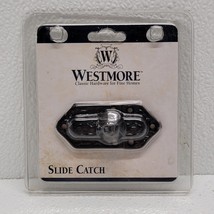 W
WESTMORE
Classic Hardware for Fine Homes
SLIDE CATCH